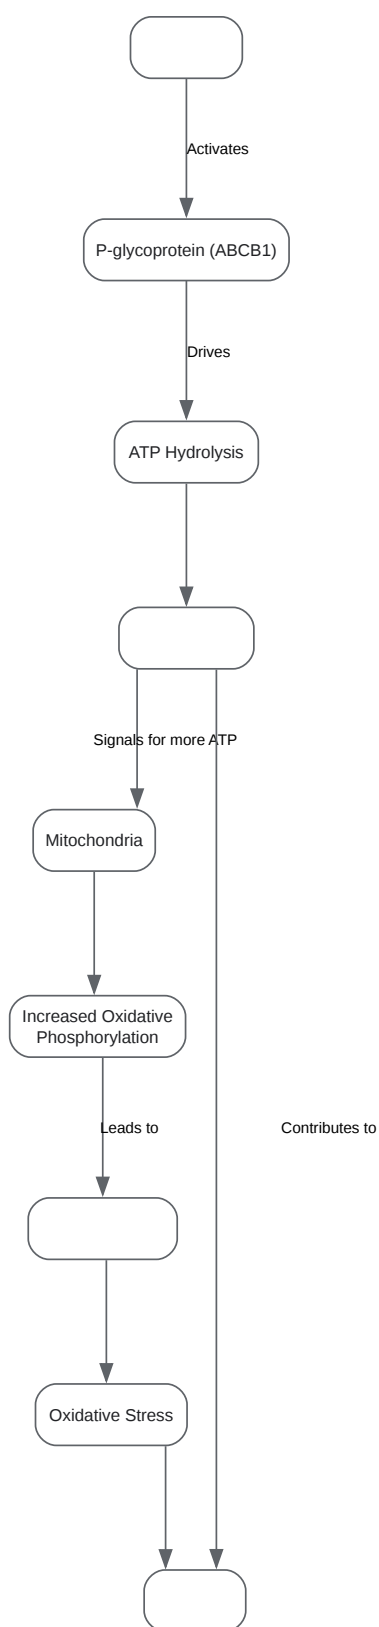 Activates
P-glycoprotein (ABCB1)
Drives
ATP Hydrolysis
Signals for more ATP
Mitochondria
Increased Oxidative
Phosphorylation
Leads to
Contributes to
Oxidative Stress